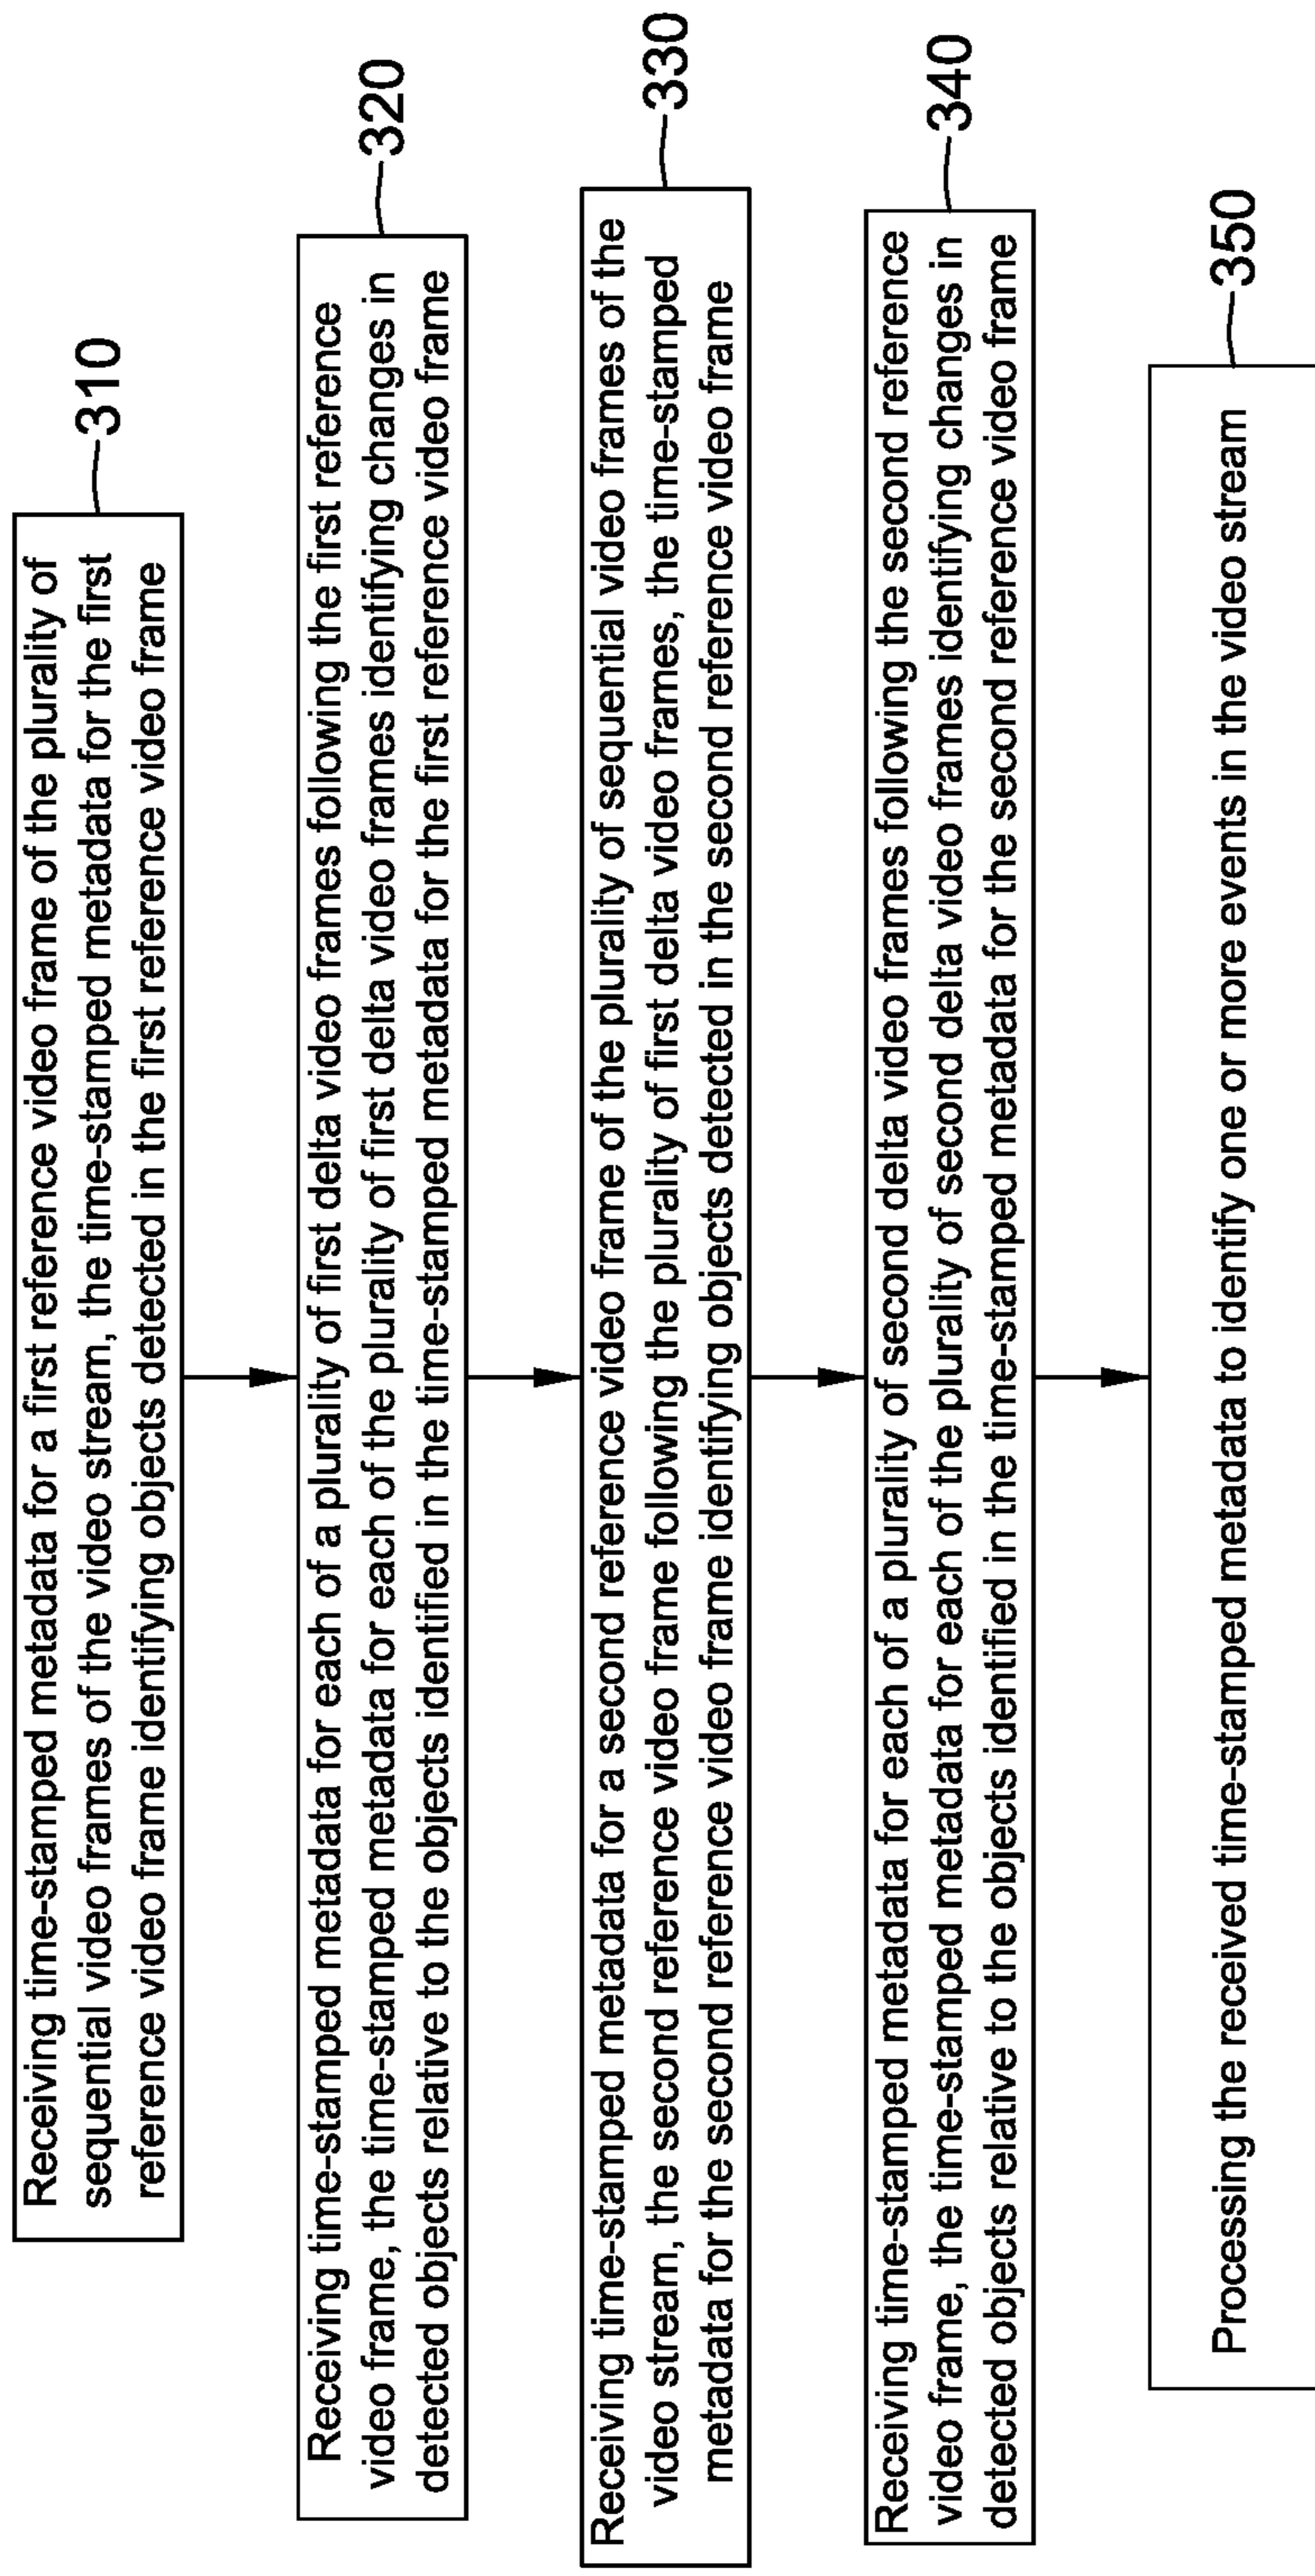 Receiving time-stamped metadata for a first reference video frame of the plurality of
sequential video frames of the video stream, the time-stamped metadata for the first
reference video frame identifying objects detected in the first reference video frame
310
Receiving time-stamped metadata for each of a plurality of first delta video frames following the first reference
video frame, the time-stamped metadata for each of the plurality of first delta video frames identifying changes in
detected objects relative to the objects identified in the time-stamped metadata for the first reference video frame
320
Receiving time-stamped metadata for a second reference video frame of the plurality of sequential video frames of the
video stream, the second reference video frame following the plurality of first delta video frames, the time-stamped
metadata for the second reference video frame identifying objects detected in the second reference video frame
330
Receiving time-stamped metadata for each of a plurality of second delta video frames following the second reference
video frame, the time-stamped metadata for each of the plurality of second delta video frames identifying changes in
detected objects relative to the objects identified in the time-stamped metadata for the second reference video frame
340
Processing the received time-stamped metadata to identify one or more events in the video stream
350